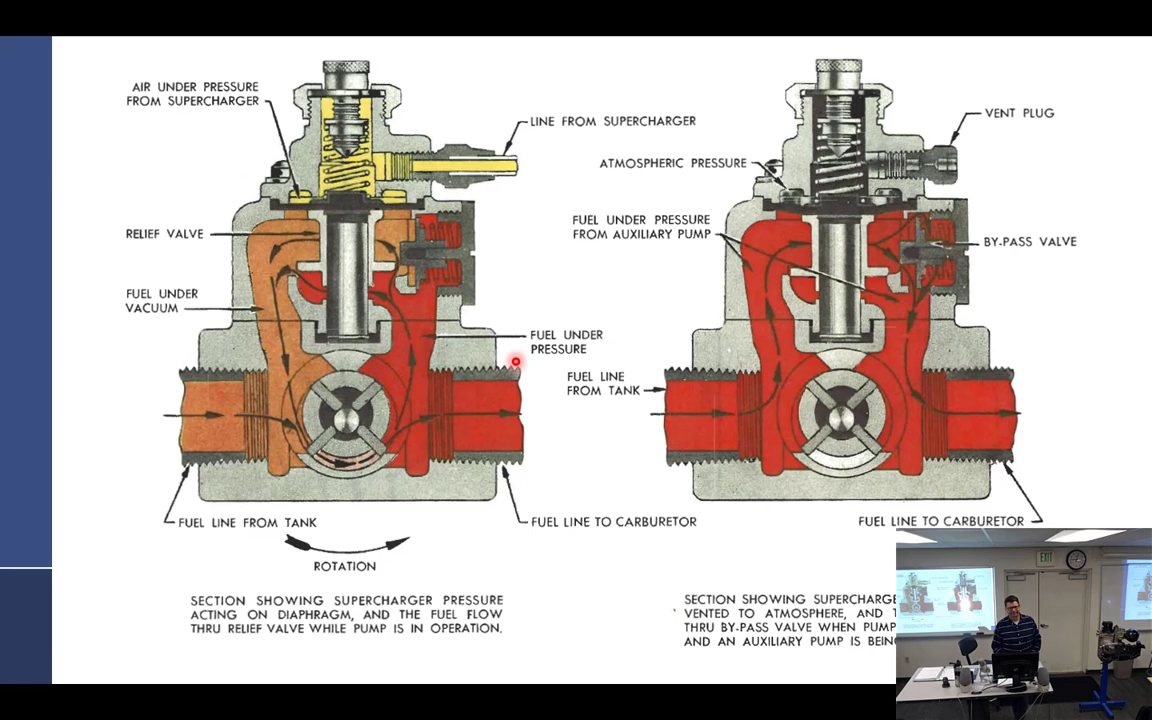 AIR UNDER PRESSURE
FROM SUPERCHARGER
LINE FROM SUPERCHARGER
RELIEF VALVE
FUEL UNDER
VACUUM
FUEL UNDER
PRESSURE
FUEL LINE FROM TANK
FUEL LINE TO CARBURETOR
ROTATION
SECTION SHOWING SUPERCHARGER PRESSURE
ACTING ON DIAPHRAGM, AND THE FUEL FLOW
THRU RELIEF VALVE WHILE PUMP IS IN OPERATION.
VENT PLUG
ATMOSPHERIC PRESSURE
FUEL UNDER PRESSURE
FROM AUXILIARY PUMP
BY-PASS VALVE
FUEL LINE
FROM TANK
FUEL LINE TO CARBURETOR
SECTION SHOWING SUPERCHARGE
VENTED TO ATMOSPHERE, AND T
THRU BY-PASS VALVE WHEN PUMP
AND AN AUXILIARY PUMP IS BEIN
EXIT